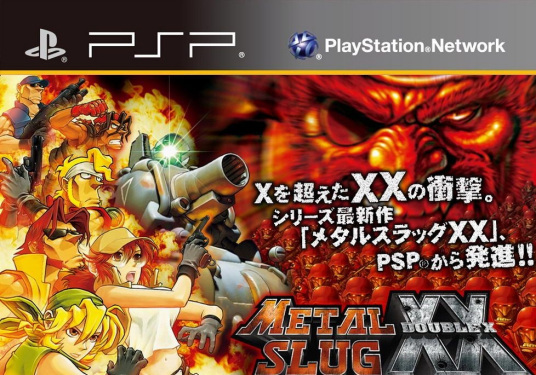 PSP®
PlayStation®Network
Xを超えたXXの衝撃。
シリーズ最新作
「メタルスラッグXX」、
PSP®から発進!!
METAL
SLUG
XX
DOUBLE X